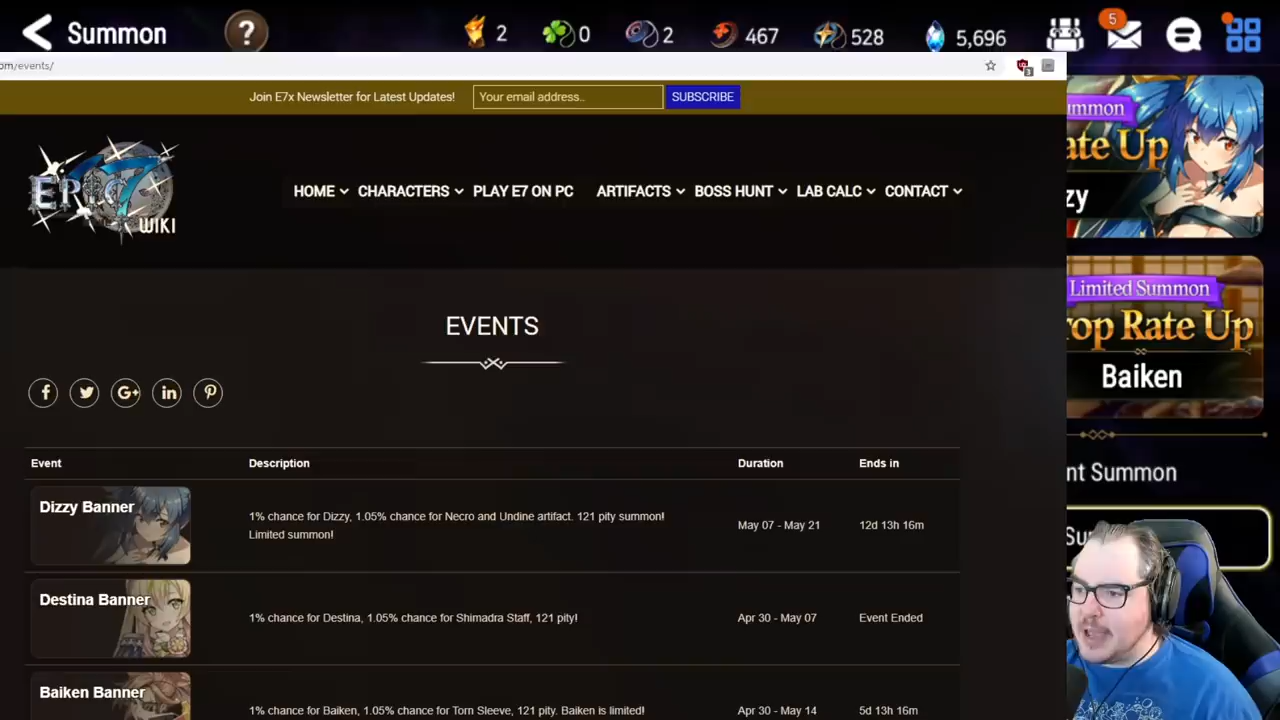 Summon
?
2
0
2
467
528
5,696
5
om/events/
3
Join E7x Newsletter for Latest Updates!
Your email address..
SUBSCRIBE
EPIC 7
WIKI
HOME
CHARACTERS
PLAY E7 ON PC
ARTIFACTS
BOSS HUNT
LAB CALC
CONTACT
ummon
ate Up
zy
Limited Summon
rop Rate Up
Baiken
nt Summon
Su
EVENTS
f
G+
in
Event
Description
Duration
Ends in
Dizzy Banner
1% chance for Dizzy, 1.05% chance for Necro and Undine artifact. 121 pity summon!
Limited summon!
May 07 - May 21
12d 13h 16m
Destina Banner
1% chance for Destina, 1.05% chance for Shimadra Staff, 121 pity!
Apr 30 - May 07
Event Ended
Baiken Banner
1% chance for Baiken, 1.05% chance for Torn Sleeve, 121 pity. Baiken is limited!
Apr 30 - May 14
5d 13h 16m